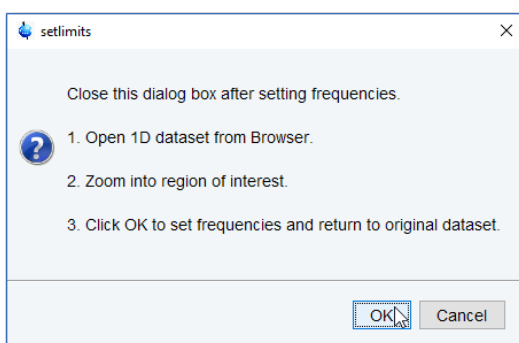 setlimits
Close this dialog box after setting frequencies.
1. Open 1D dataset from Browser.
2. Zoom into region of interest.
3. Click OK to set frequencies and return to original dataset.
OK
Cancel